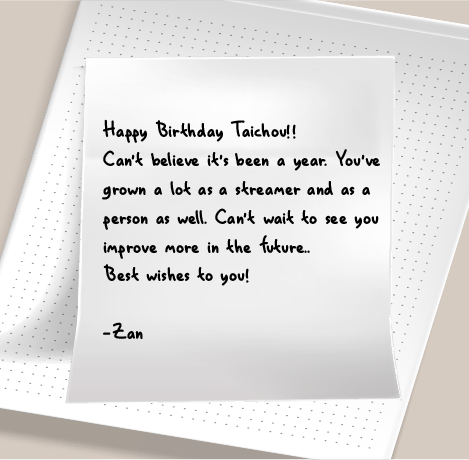 Happy Birthday Taichou!!
Can't believe it's been a year. You've
grown a lot as a streamer and as a
person as well. Can't wait to see you
improve more in the future..
Best wishes to you!
-Zan